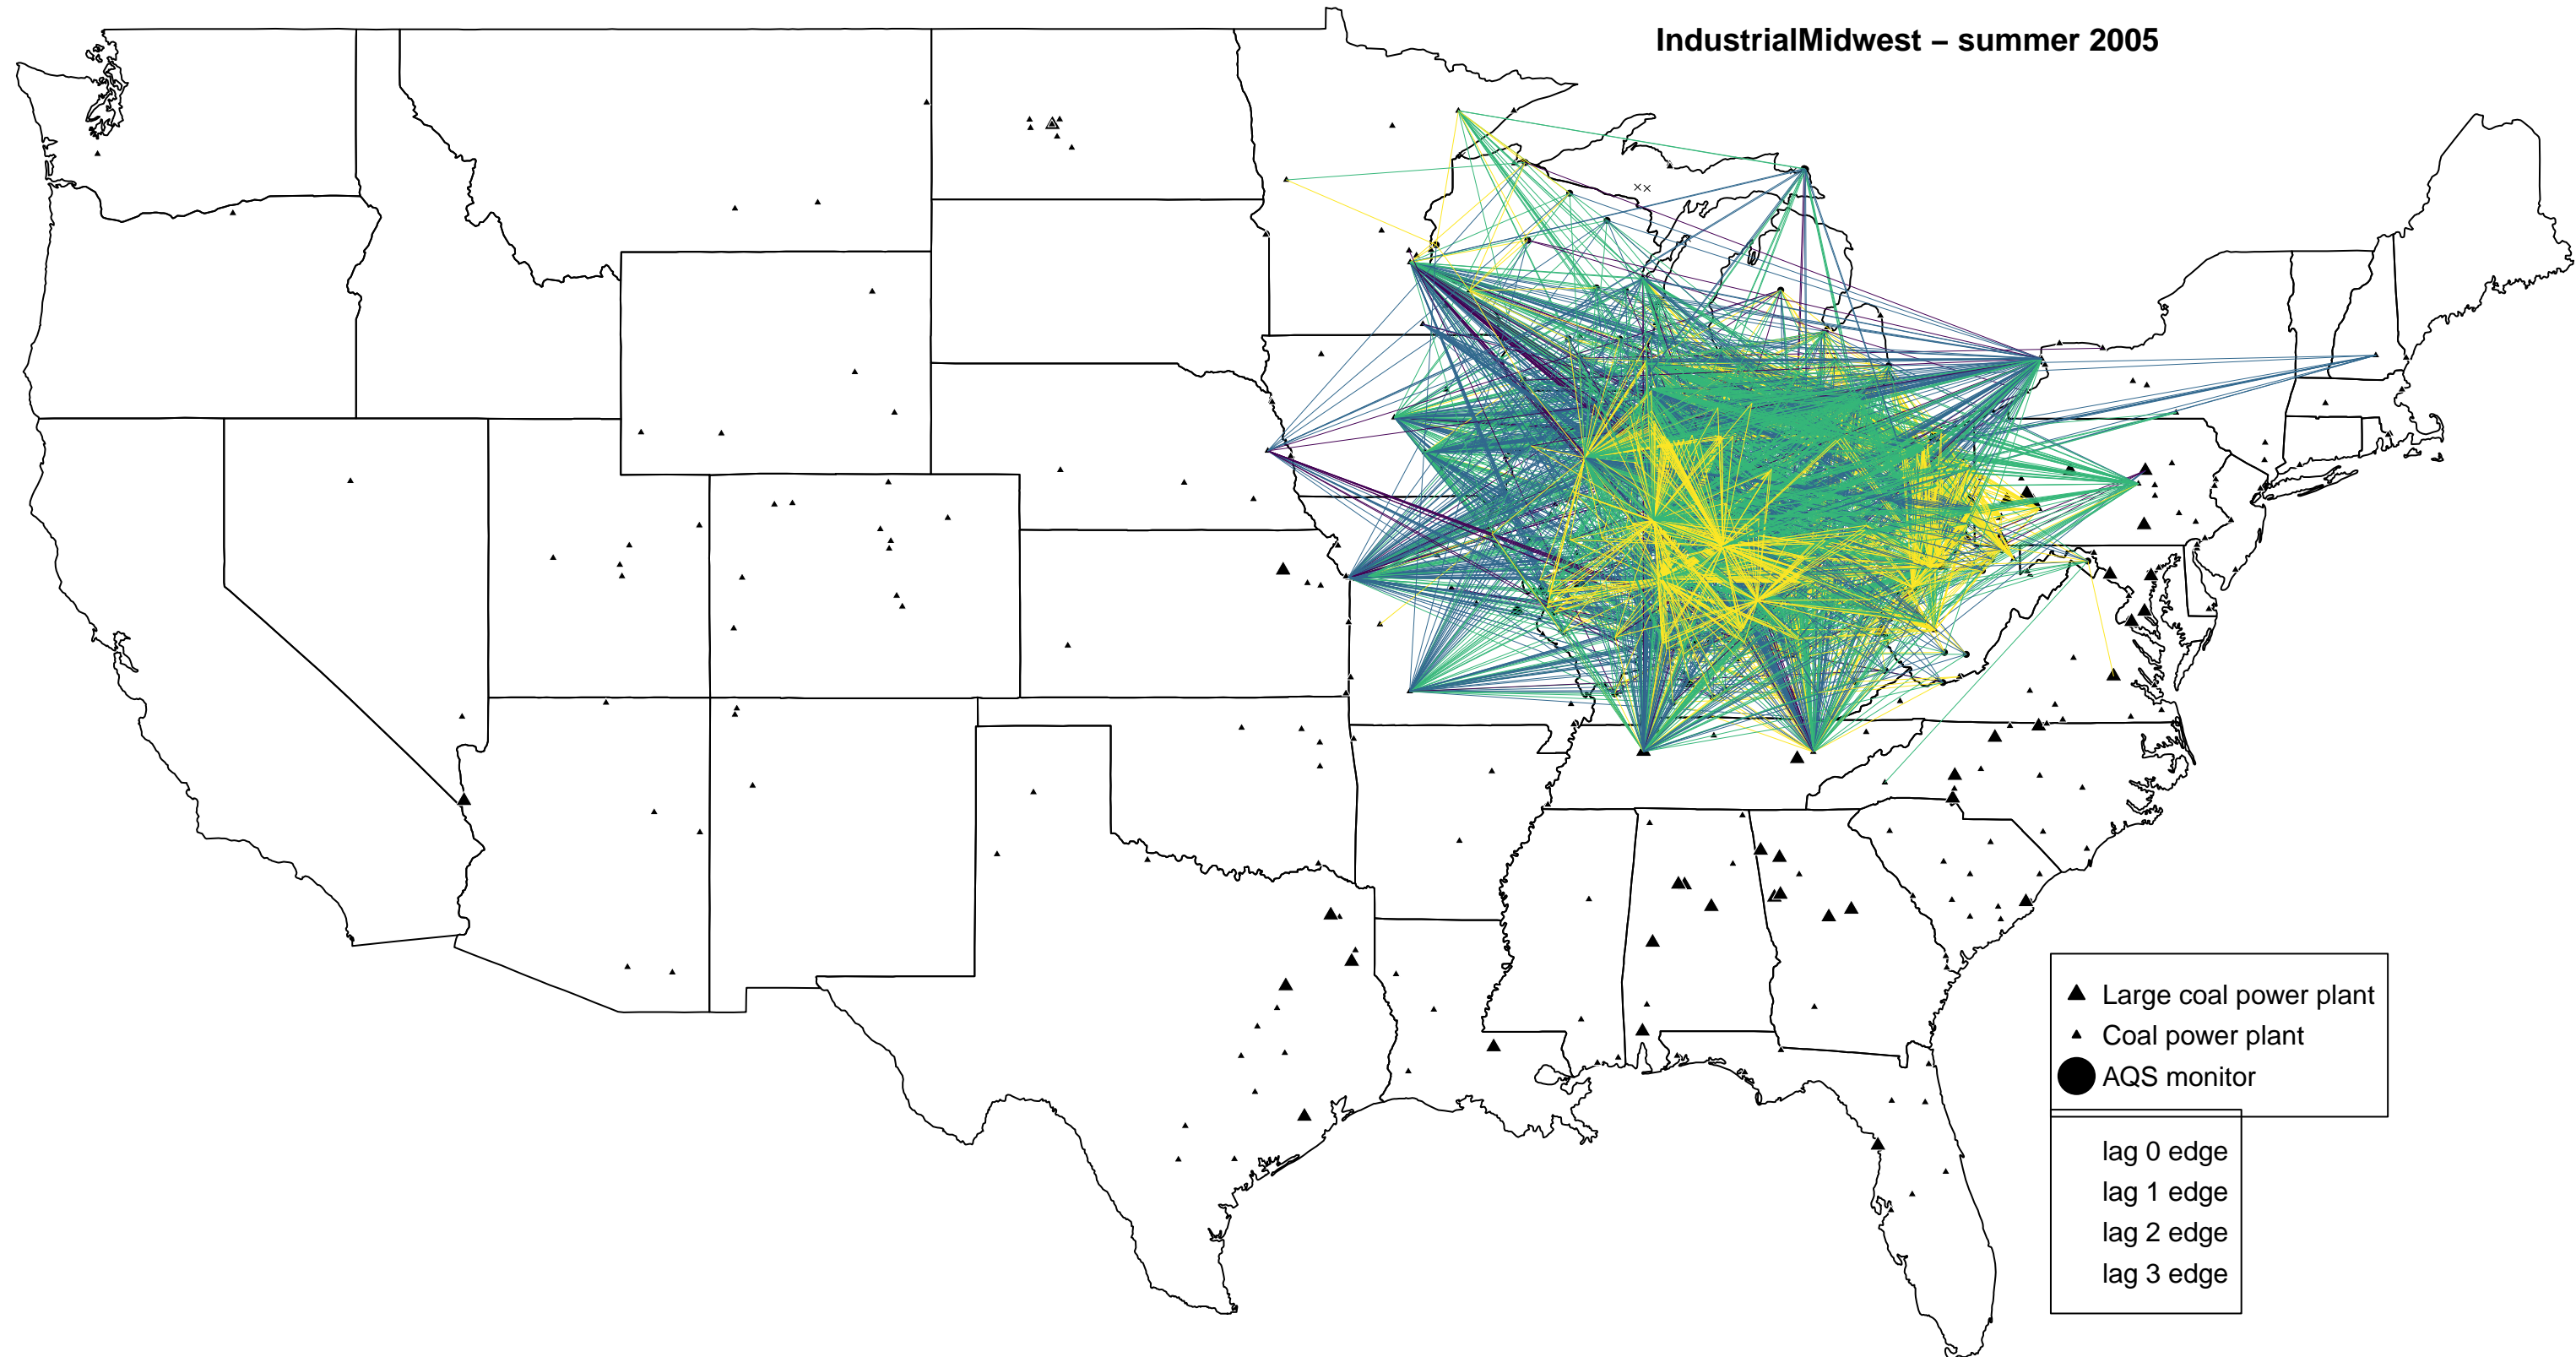 IndustrialMidwest – summer 2005
Large coal power plant
Coal power plant
AQS monitor
lag 0 edge
lag 1 edge
lag 2 edge
lag 3 edge